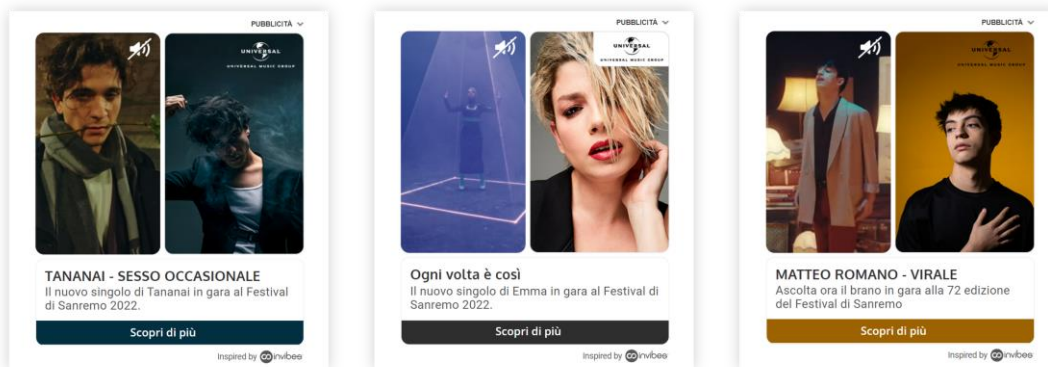 PUBBLICITÀ
UNIVERSAL
UNIVERSAL MUSIC GROUP
TANANAI - SESSO OCCASIONALE
Il nuovo singolo di Tananai in gara al Festival
di Sanremo 2022.
Scopri di più
Inspired by invibes
PUBBLICITÀ
UNIVERSAL
UNIVERSAL MUSIC GROUP
Ogni volta è così
Il nuovo singolo di Emma in gara al Festival di
Sanremo 2022.
Scopri di più
Inspired by invibes
PUBBLICITÀ
UNIVERSAL
UNIVERSAL MUSIC GROUP
MATTEO ROMANO - VIRALE
Ascolta ora il brano in gara alla 72 edizione
del Festival di Sanremo
Scopri di più
Inspired by invibes